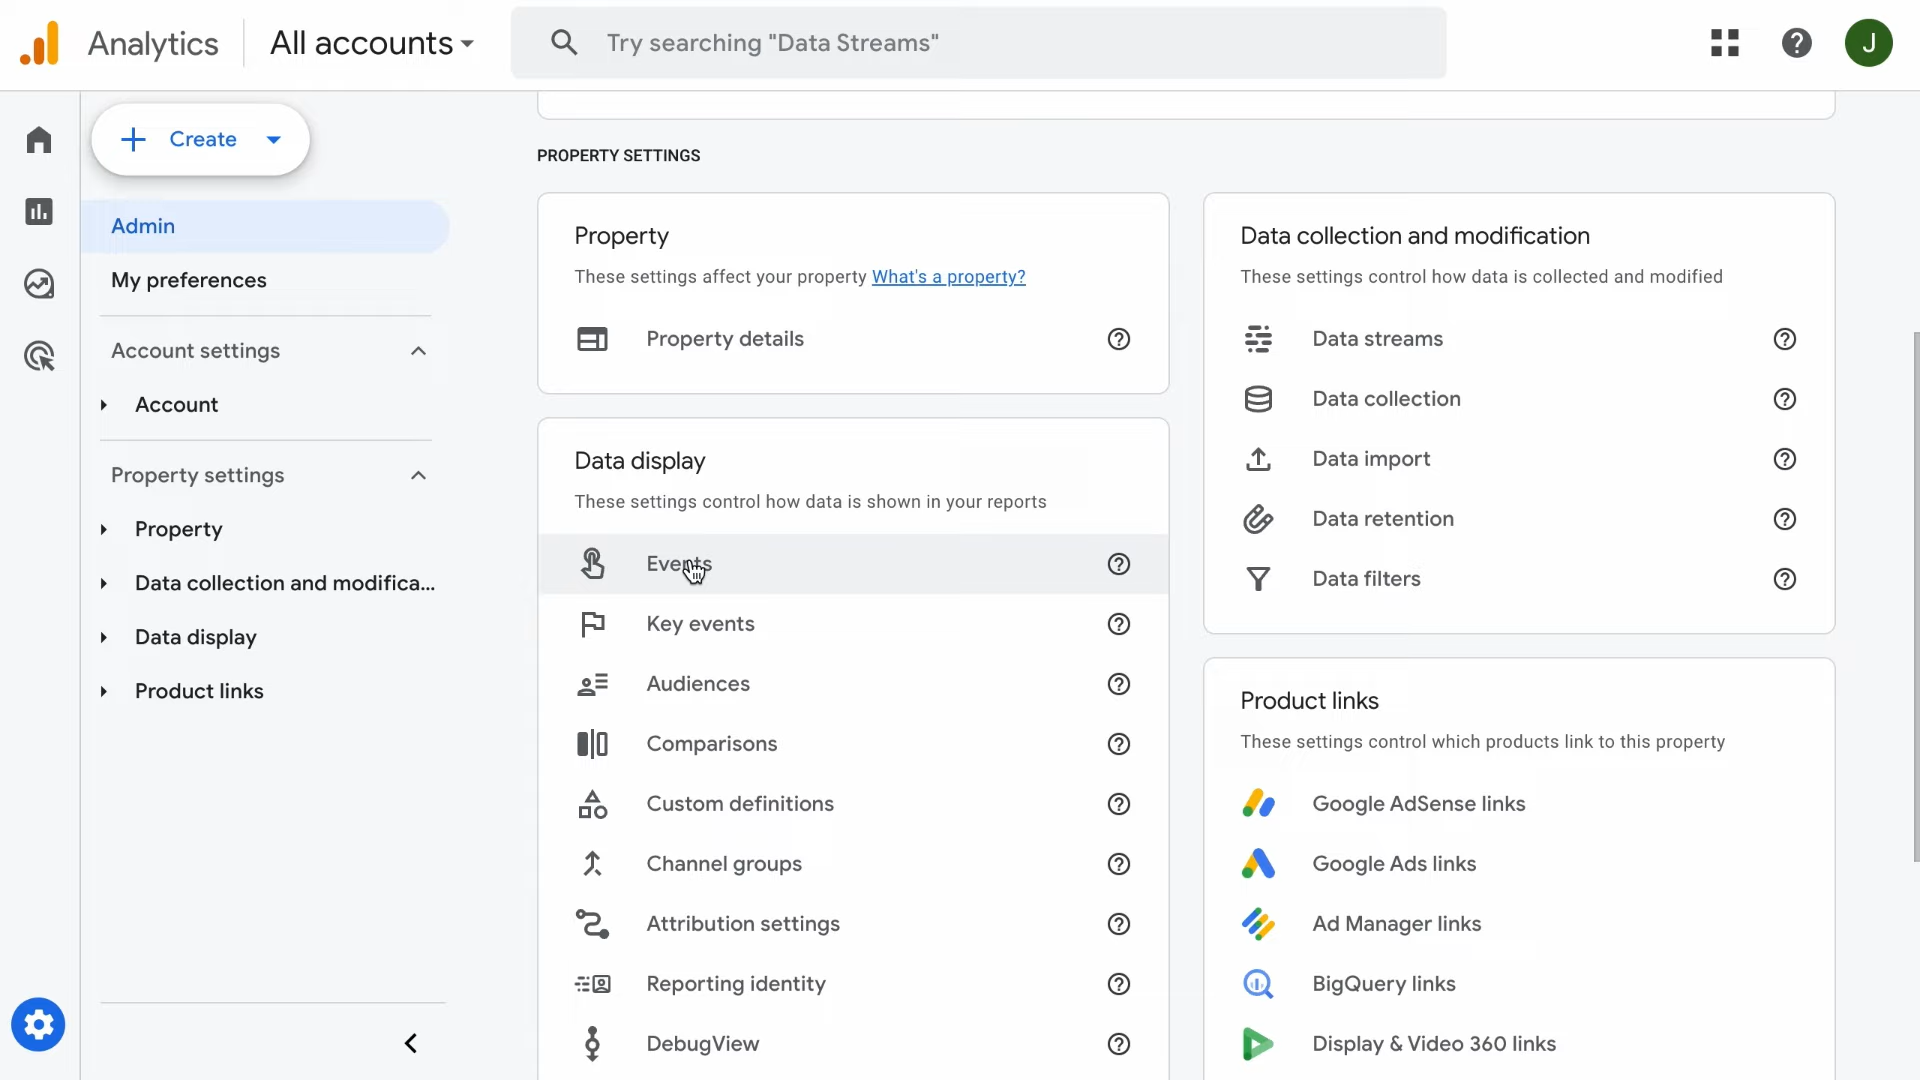 Analytics
All accounts
Try searching "Data Streams"
J
Create
Admin
My preferences
Account settings
Account
Property settings
Property
Data collection and modifica...
Data display
Product links
PROPERTY SETTINGS
Property
These settings affect your property What's a property?
Property details
Data display
These settings control how data is shown in your reports
Events
Key events
Audiences
Comparisons
Custom definitions
Channel groups
Attribution settings
Reporting identity
DebugView
Data collection and modification
These settings control how data is collected and modified
Data streams
Data collection
Data import
Data retention
Data filters
Product links
These settings control which products link to this property
Google AdSense links
Google Ads links
Ad Manager links
BigQuery links
Display & Video 360 links